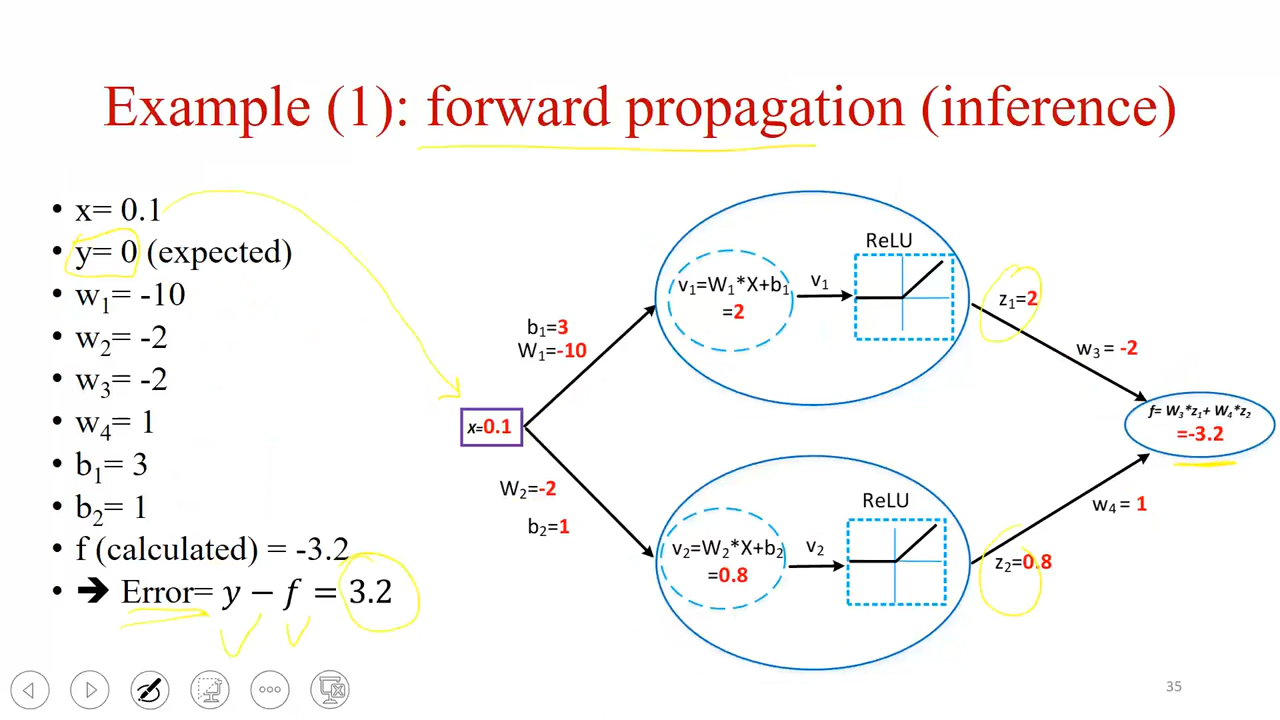 Example (1): forward propagation (inference)
• x= 0.1
• y= 0 (expected)
• w₁= -10
• w₂= -2
• w₃= -2
• w₄= 1
• b₁= 3
• b₂= 1
• f (calculated) = -3.2
• 🡺 Error= y − f = 3.2
x=0.1
b₁=3
W₁=-10
W₂=-2
b₂=1
v₁=W₁*X+b₁
=2
v₁
ReLU
z₁=2
v₂=W₂*X+b₂
=0.8
v₂
ReLU
z₂=0.8
w₃= -2
w₄= 1
f= W₃*z₁+ W₄*z₂
=-3.2
35